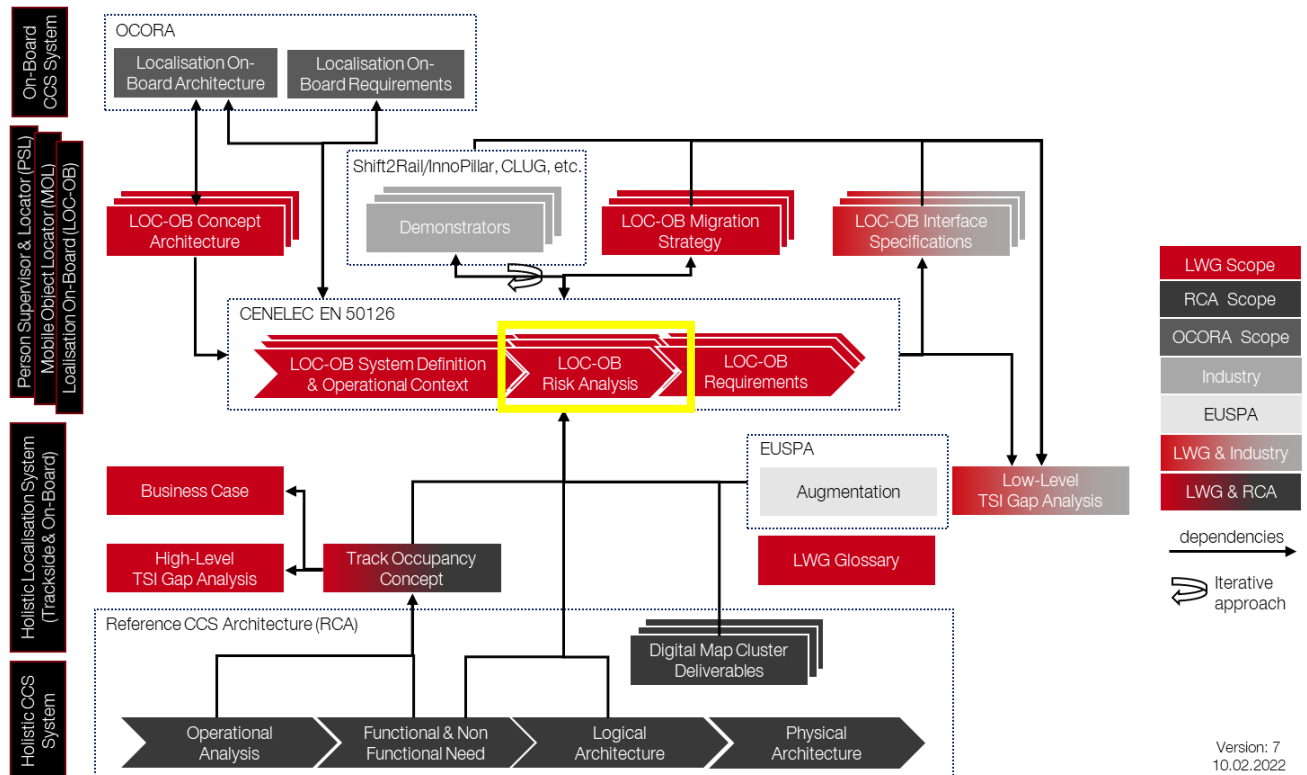 On-Board
CCS System
OCORA
Localisation On-
Board Architecture
Localisation On-
Board Requirements
Person Supervisor & Locator (PSL)
Mobile Object Locator (MOL)
Loalisation On-Board (LOC-OB)
Shift2Rail/InnoPillar, CLUG, etc.
LOC-OB Concept
Architecture
Demonstrators
LOC-OB Migration
Strategy
LOC-OB Interface
Specifications
CENELEC EN 50126
LOC-OB System Definition
& Operational Context
LOC-OB
Risk Analysis
LOC-OB
Requirements
LWG Scope
RCA Scope
OCORA Scope
Industry
EUSPA
LWG & Industry
LWG & RCA
dependencies
Iterative
approach
Holistic Localisation System
(Trackside & On-Board)
Business Case
High-Level
TSI Gap Analysis
Track Occupancy
Concept
EUSPA
Augmentation
Low-Level
TSI Gap Analysis
LWG Glossary
Holistic CCS
System
Reference CCS Architecture (RCA)
Digital Map Cluster
Deliverables
Operational
Analysis
Functional & Non
Functional Need
Logical
Architecture
Physical
Architecture
Version: 7
10.02.2022